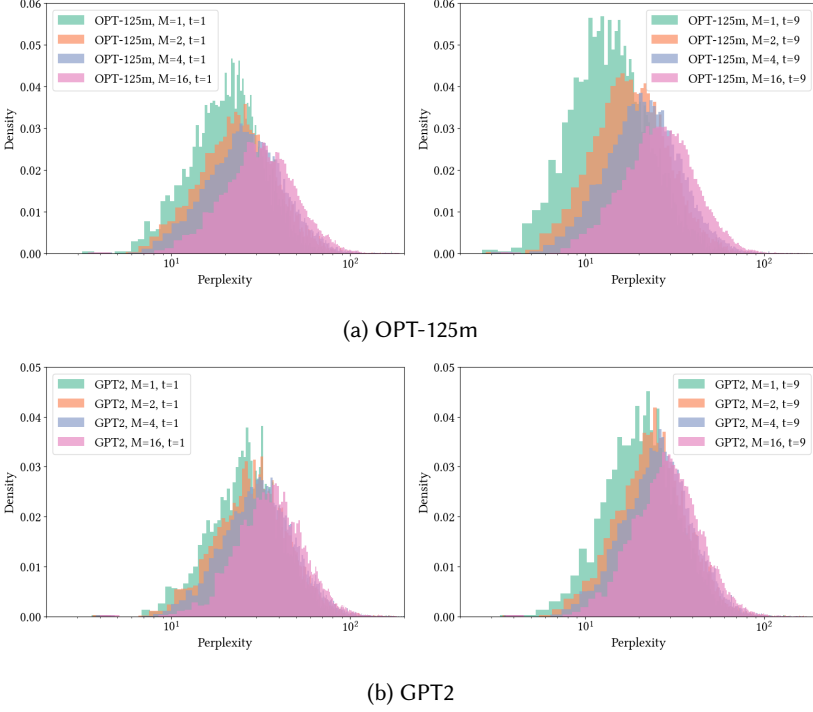 0.06
0.05
0.04
0.03
0.02
0.01
0.00
Density
OPT-125m, M=1, t=1
OPT-125m, M=2, t=1
OPT-125m, M=4, t=1
OPT-125m, M=16, t=1
10¹
10²
Perplexity
0.06
0.05
0.04
0.03
0.02
0.01
0.00
Density
OPT-125m, M=1, t=9
OPT-125m, M=2, t=9
OPT-125m, M=4, t=9
OPT-125m, M=16, t=9
10¹
10²
Perplexity
(a) OPT-125m
0.05
0.04
0.03
0.02
0.01
0.00
Density
GPT2, M=1, t=1
GPT2, M=2, t=1
GPT2, M=4, t=1
GPT2, M=16, t=1
10¹
10²
Perplexity
0.05
0.04
0.03
0.02
0.01
0.00
Density
GPT2, M=1, t=9
GPT2, M=2, t=9
GPT2, M=4, t=9
GPT2, M=16, t=9
10¹
10²
Perplexity
(b) GPT2